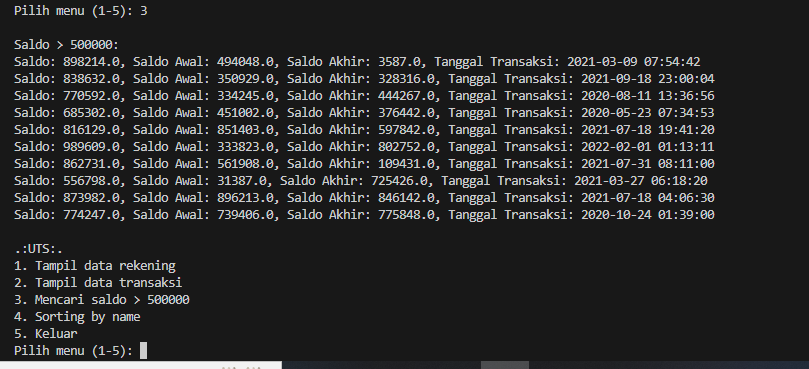 Pilih menu (1-5): 3
Saldo > 500000:
Saldo: 898214.0, Saldo Awal: 494048.0, Saldo Akhir: 3587.0, Tanggal Transaksi: 2021-03-09 07:54:42
Saldo: 838632.0, Saldo Awal: 350929.0, Saldo Akhir: 328316.0, Tanggal Transaksi: 2021-09-18 23:00:04
Saldo: 770592.0, Saldo Awal: 334245.0, Saldo Akhir: 444267.0, Tanggal Transaksi: 2020-08-11 13:36:56
Saldo: 685302.0, Saldo Awal: 451002.0, Saldo Akhir: 376442.0, Tanggal Transaksi: 2020-05-23 07:34:53
Saldo: 816129.0, Saldo Awal: 851403.0, Saldo Akhir: 597842.0, Tanggal Transaksi: 2021-07-18 19:41:20
Saldo: 989609.0, Saldo Awal: 333823.0, Saldo Akhir: 802752.0, Tanggal Transaksi: 2022-02-01 01:13:11
Saldo: 862731.0, Saldo Awal: 561908.0, Saldo Akhir: 109431.0, Tanggal Transaksi: 2021-07-31 08:11:00
Saldo: 556798.0, Saldo Awal: 31387.0, Saldo Akhir: 725426.0, Tanggal Transaksi: 2021-03-27 06:18:20
Saldo: 873982.0, Saldo Awal: 896213.0, Saldo Akhir: 846142.0, Tanggal Transaksi: 2021-07-18 04:06:30
Saldo: 774247.0, Saldo Awal: 739406.0, Saldo Akhir: 775848.0, Tanggal Transaksi: 2020-10-24 01:39:00
.:UTS:.
1. Tampil data rekening
2. Tampil data transaksi
3. Mencari saldo > 500000
4. Sorting by name
5. Keluar
Pilih menu (1-5):